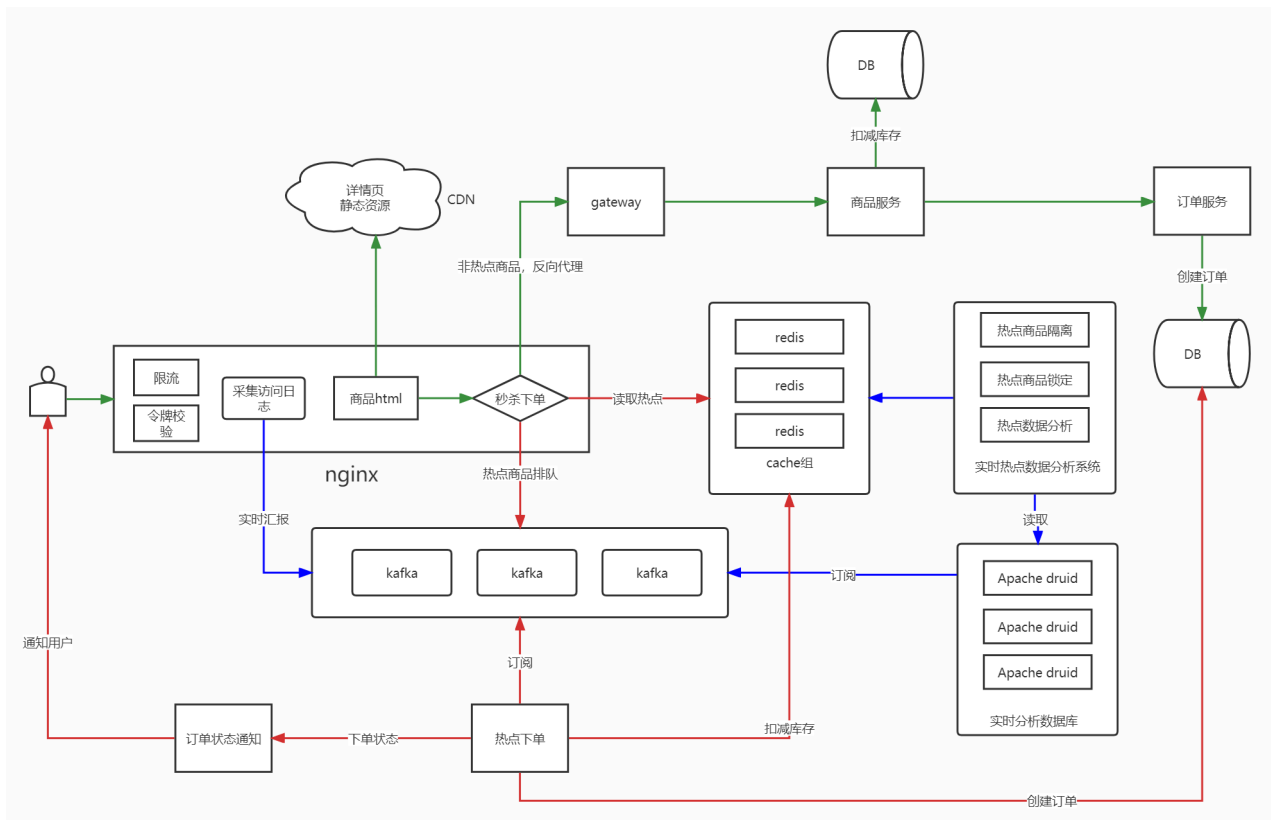 DB
扣减库存
详情页
静态资源
CDN
gateway
商品服务
订单服务
非热点商品，反向代理
创建订单
DB
限流
令牌校
验
采集访问日
志
商品html
秒杀下单
nginx
读取热点
redis
redis
redis
cache组
热点商品隔离
热点商品锁定
热点数据分析
实时热点数据分析系统
热点商品排队
实时汇报
读取
kafka
kafka
kafka
订阅
Apache druid
Apache druid
Apache druid
实时分析数据库
通知用户
订阅
订单状态通知
下单状态
热点下单
扣减库存
创建订单